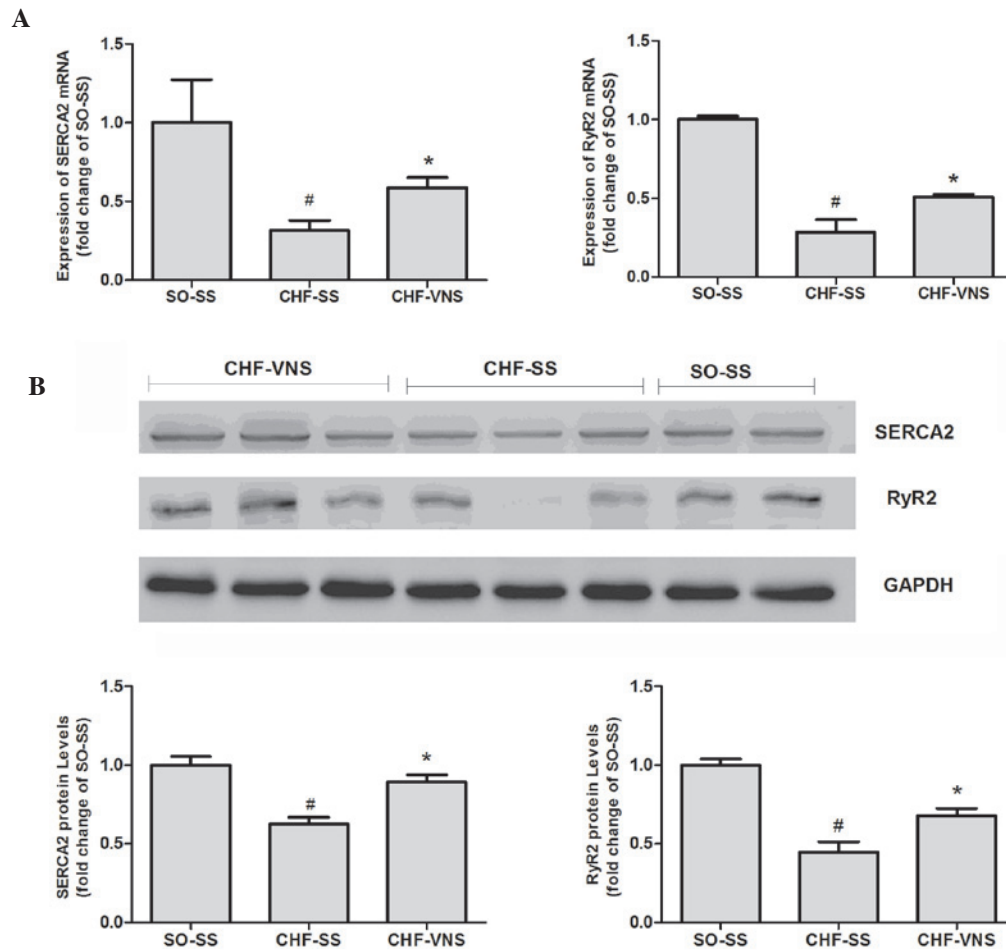 A
Expression of SERCA2 mRNA
(fold change of SO-SS)
1.5
1.0
0.5
0.0
#
*
SO-SS
CHF-SS
CHF-VNS
Expression of RyR2 mRNA
(fold change of SO-SS)
1.5
1.0
0.5
0.0
#
*
SO-SS
CHF-SS
CHF-VNS
B
CHF-VNS
CHF-SS
SO-SS
SERCA2
RyR2
GAPDH
SERCA2 protein Levels
(fold change of SO-SS)
1.5
1.0
0.5
0.0
#
*
SO-SS
CHF-SS
CHF-VNS
RyR2 protein Levels
(fold change of SO-SS)
1.5
1.0
0.5
0.0
#
*
SO-SS
CHF-SS
CHF-VNS